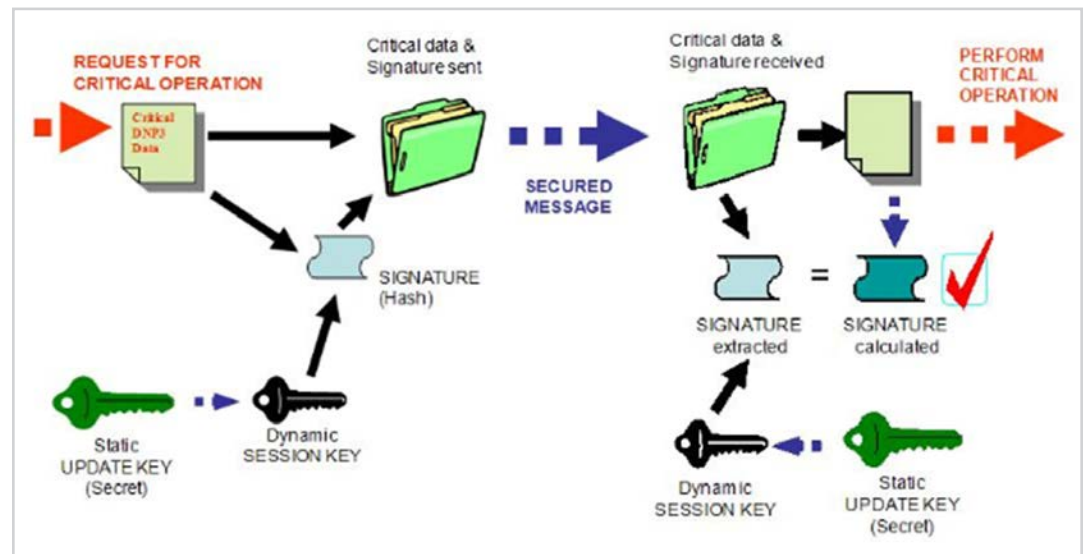 REQUEST FOR
CRITICAL OPERATION
Critical
DNP3
Data
Critical data &
Signature sent
SIGNATURE
(Hash)
Static
UPDATE KEY
(Secret)
Dynamic
SESSION KEY
SECURED
MESSAGE
Critical data &
Signature received
PERFORM
CRITICAL
OPERATION
=
SIGNATURE
extracted
SIGNATURE
calculated
Dynamic
SESSION KEY
Static
UPDATE KEY
(Secret)